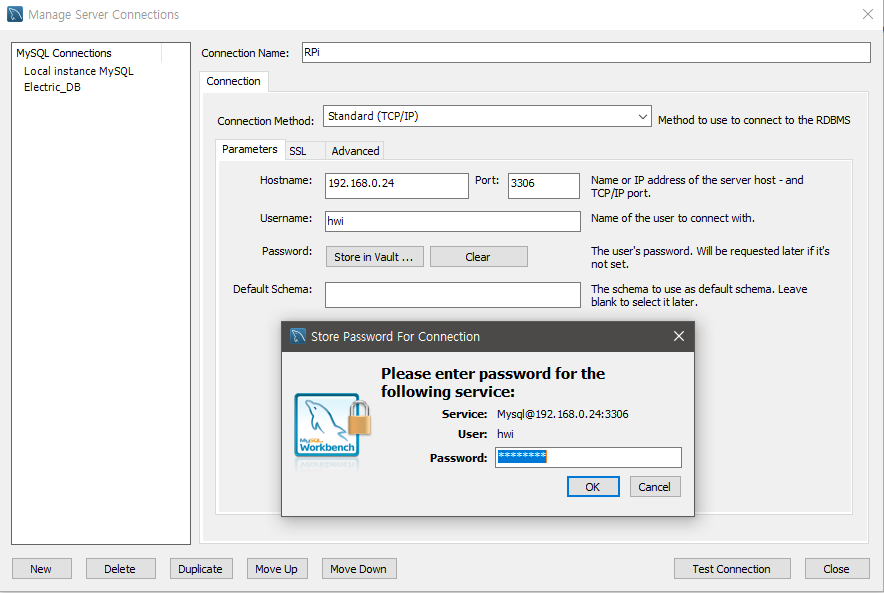 Manage Server Connections
MySQL Connections
Local instance MySQL
Electric_DB
Connection Name: RPi
Connection
Connection Method: Standard (TCP/IP) Method to use to connect to the RDBMS
Parameters SSL Advanced
Hostname: 192.168.0.24 Port: 3306 Name or IP address of the server host - and
TCP/IP port.
Username: hwi Name of the user to connect with.
Password: Store in Vault ... Clear The user's password. Will be requested later if it's
not set.
Default Schema: The schema to use as default schema. Leave
blank to select it later.
Store Password For Connection
Please enter password for the
following service:
Service: Mysql@192.168.0.24:3306
User: hwi
Password: ********
MySQL
Workbench
OK Cancel
New Delete Duplicate Move Up Move Down Test Connection Close